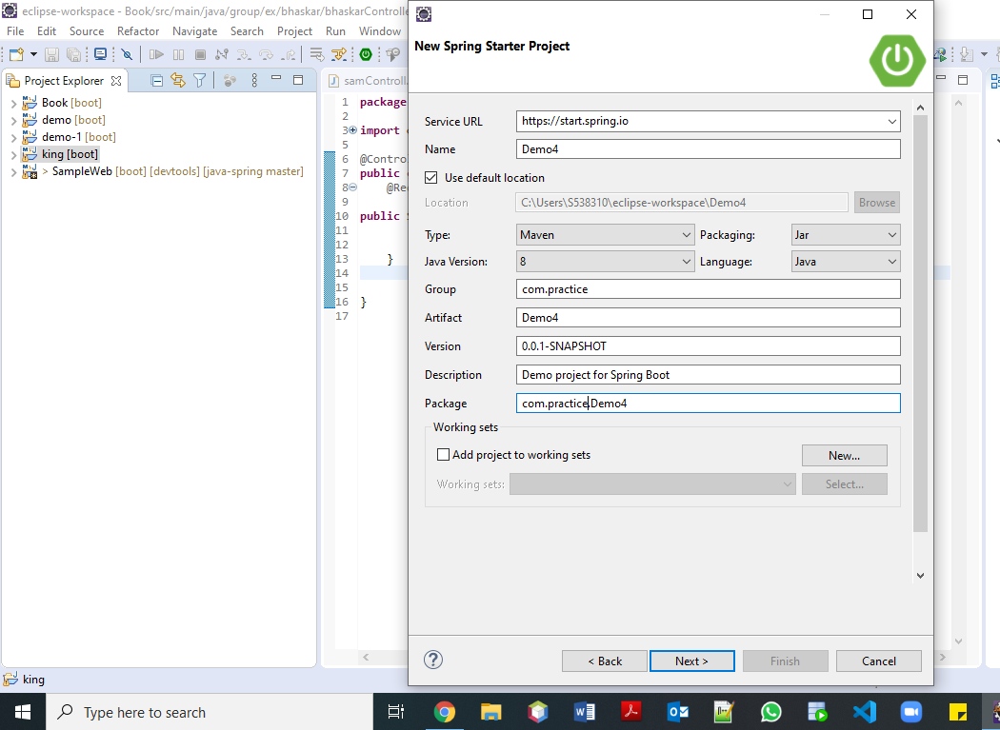 eclipse-workspace - Book/src/main/java/group/ex/bhaskar/bhaskarControlle
File Edit Source Refactor Navigate Search Project Run Window
Project Explorer
Book [boot]
demo [boot]
demo-1 [boot]
king [boot]
> SampleWeb [boot] [devtools] [java-spring master]
samControll
1 package
2
3 import
5
6 @Contro
7 public
8 @Re
9
10 public
11
12
13 }
14
15
16 }
17
New Spring Starter Project
Service URL https://start.spring.io
Name Demo4
Use default location
Location C:\Users\S538310\eclipse-workspace\Demo4 Browse
Type: Maven Packaging: Jar
Java Version: 8 Language: Java
Group com.practice
Artifact Demo4
Version 0.0.1-SNAPSHOT
Description Demo project for Spring Boot
Package com.practice.Demo4
Working sets
Add project to working sets New...
Working sets: Select...
? < Back Next > Finish Cancel
king
Type here to search